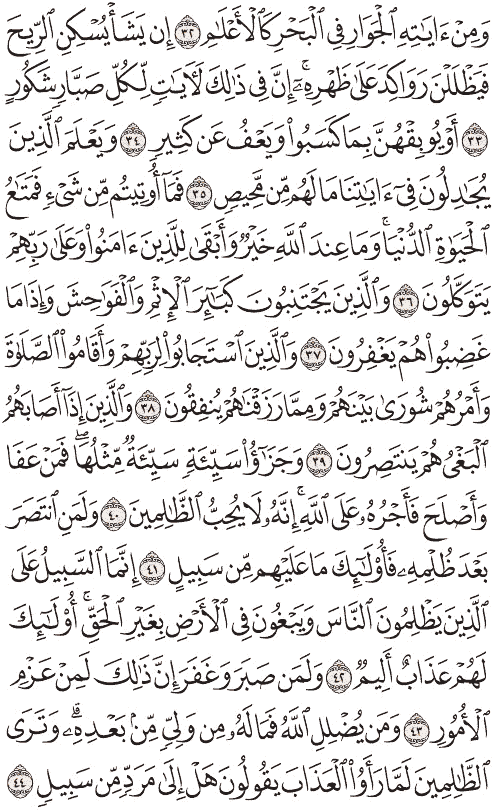 وَمِنْ ءَايَٰتِهِ ٱلْجَوَارِ فِى ٱلْبَحْرِ كَٱلْأَعْلَٰمِ ٣٢ إِن يَشَأْ يُسْكِنِ ٱلرِّيحَ
فَيَظْلَلْنَ رَوَاكِدَ عَلَىٰ ظَهْرِهِۦٓ ۚ إِنَّ فِى ذَٰلِكَ لَءَايَٰتٍ لِّكُلِّ صَبَّارٍ شَكُورٍ
٣٣ أَوْ يُوبِقْهُنَّ بِمَا كَسَبُوا۟ وَيَعْفُ عَن كَثِيرٍ ٣٤ وَيَعْلَمَ ٱلَّذِينَ
يُجَٰدِلُونَ فِىٓ ءَايَٰتِنَا مَا لَهُم مِّن مَّحِيصٍ ٣٥ فَمَآ أُوتِيتُم مِّن شَىْءٍ فَمَتَٰعُ
ٱلْحَيَوٰةِ ٱلدُّنْيَا ۖ وَمَا عِندَ ٱللَّهِ خَيْرٌ وَأَبْقَىٰ لِلَّذِينَ ءَامَنُوا۟ وَعَلَىٰ رَبِّهِمْ
يَتَوَكَّلُونَ ٣٦ وَٱلَّذِينَ يَجْتَنِبُونَ كَبَٰٓئِرَ ٱلْإِثْمِ وَٱلْفَوَٰحِشَ وَإِذَا مَا
غَضِبُوا۟ هُمْ يَغْفِرُونَ ٣٧ وَٱلَّذِينَ ٱسْتَجَابُوا۟ لِرَبِّهِمْ وَأَقَامُوا۟ ٱلصَّلَوٰةَ
وَأَمْرُهُمْ شُورَىٰ بَيْنَهُمْ وَمِمَّا رَزَقْنَٰهُمْ يُنفِقُونَ ٣٨ وَٱلَّذِينَ إِذَآ أَصَابَهُمُ
ٱلْبَغْىُ هُمْ يَنتَصِرُونَ ٣٩ وَجَزَٰٓؤُا۟ سَيِّئَةٍ سَيِّئَةٌ مِّثْلُهَا ۖ فَمَنْ عَفَا
وَأَصْلَحَ فَأَجْرُهُۥ عَلَى ٱللَّهِ ۚ إِنَّهُۥ لَا يُحِبُّ ٱلظَّٰلِمِينَ ٤٠ وَلَمَنِ ٱنتَصَرَ
بَعْدَ ظُلْمِهِۦ فَأُو۟لَٰٓئِكَ مَا عَلَيْهِم مِّن سَبِيلٍ ٤١ إِنَّمَا ٱلسَّبِيلُ عَلَى
ٱلَّذِينَ يَظْلِمُونَ ٱلنَّاسَ وَيَبْغُونَ فِى ٱلْأَرْضِ بِغَيْرِ ٱلْحَقِّ ۚ أُو۟لَٰٓئِكَ
لَهُمْ عَذَابٌ أَلِيمٌ ٤٢ وَلَمَن صَبَرَ وَغَفَرَ إِنَّ ذَٰلِكَ لَمِنْ عَزْمِ
ٱلْأُمُورِ ٤٣ وَمَن يُضْلِلِ ٱللَّهُ فَمَا لَهُۥ مِن وَلِىٍّ مِّنۢ بَعْدِهِۦ ۗ وَتَرَى
ٱلظَّٰلِمِينَ لَمَّا رَأَوُا۟ ٱلْعَذَابَ يَقُولُونَ هَلْ إِلَىٰ مَرَدٍّ مِّن سَبِيلٍ ٤٤